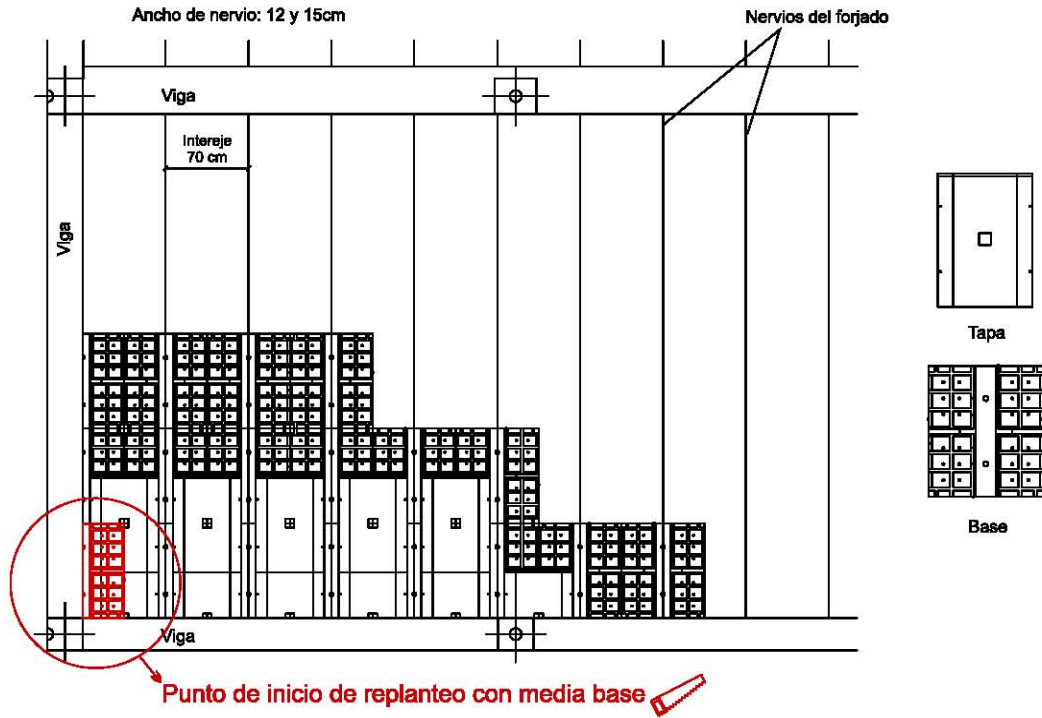 Ancho de nervio: 12 y 15cm
Nervios del forjado
Viga
Intereje
70 cm
Viga
Tapa
Base
Viga
Punto de inicio de replanteo con media base